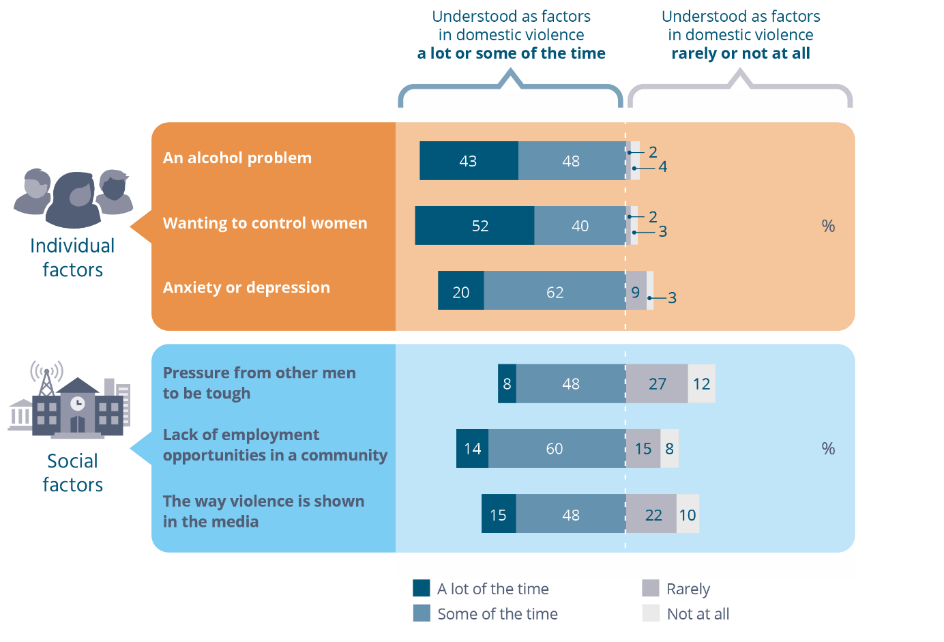 Understood as factors
in domestic violence
a lot or some of the time
Understood as factors
in domestic violence
rarely or not at all
Individual
factors
An alcohol problem
43
48
2
4
Wanting to control women
52
40
2
3
%
Anxiety or depression
20
62
9
3
Social
factors
Pressure from other men
to be tough
8
48
27
12
Lack of employment
opportunities in a community
14
60
15
8
%
The way violence is shown
in the media
15
48
22
10
A lot of the time
Some of the time
Rarely
Not at all